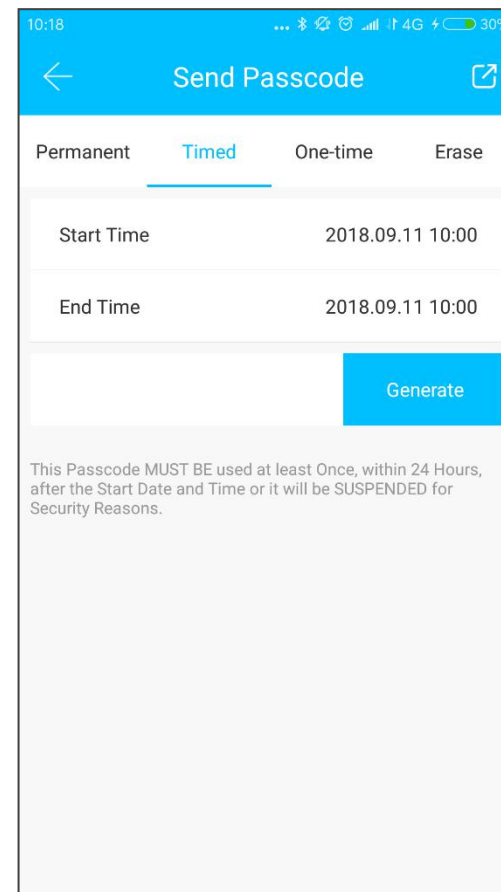 10:18 ... 4G 30%
Send Passcode
Permanent Timed One-time Erase
Start Time 2018.09.11 10:00
End Time 2018.09.11 10:00
Generate
This Passcode MUST BE used at least Once, within 24 Hours,
after the Start Date and Time or it will be SUSPENDED for
Security Reasons.